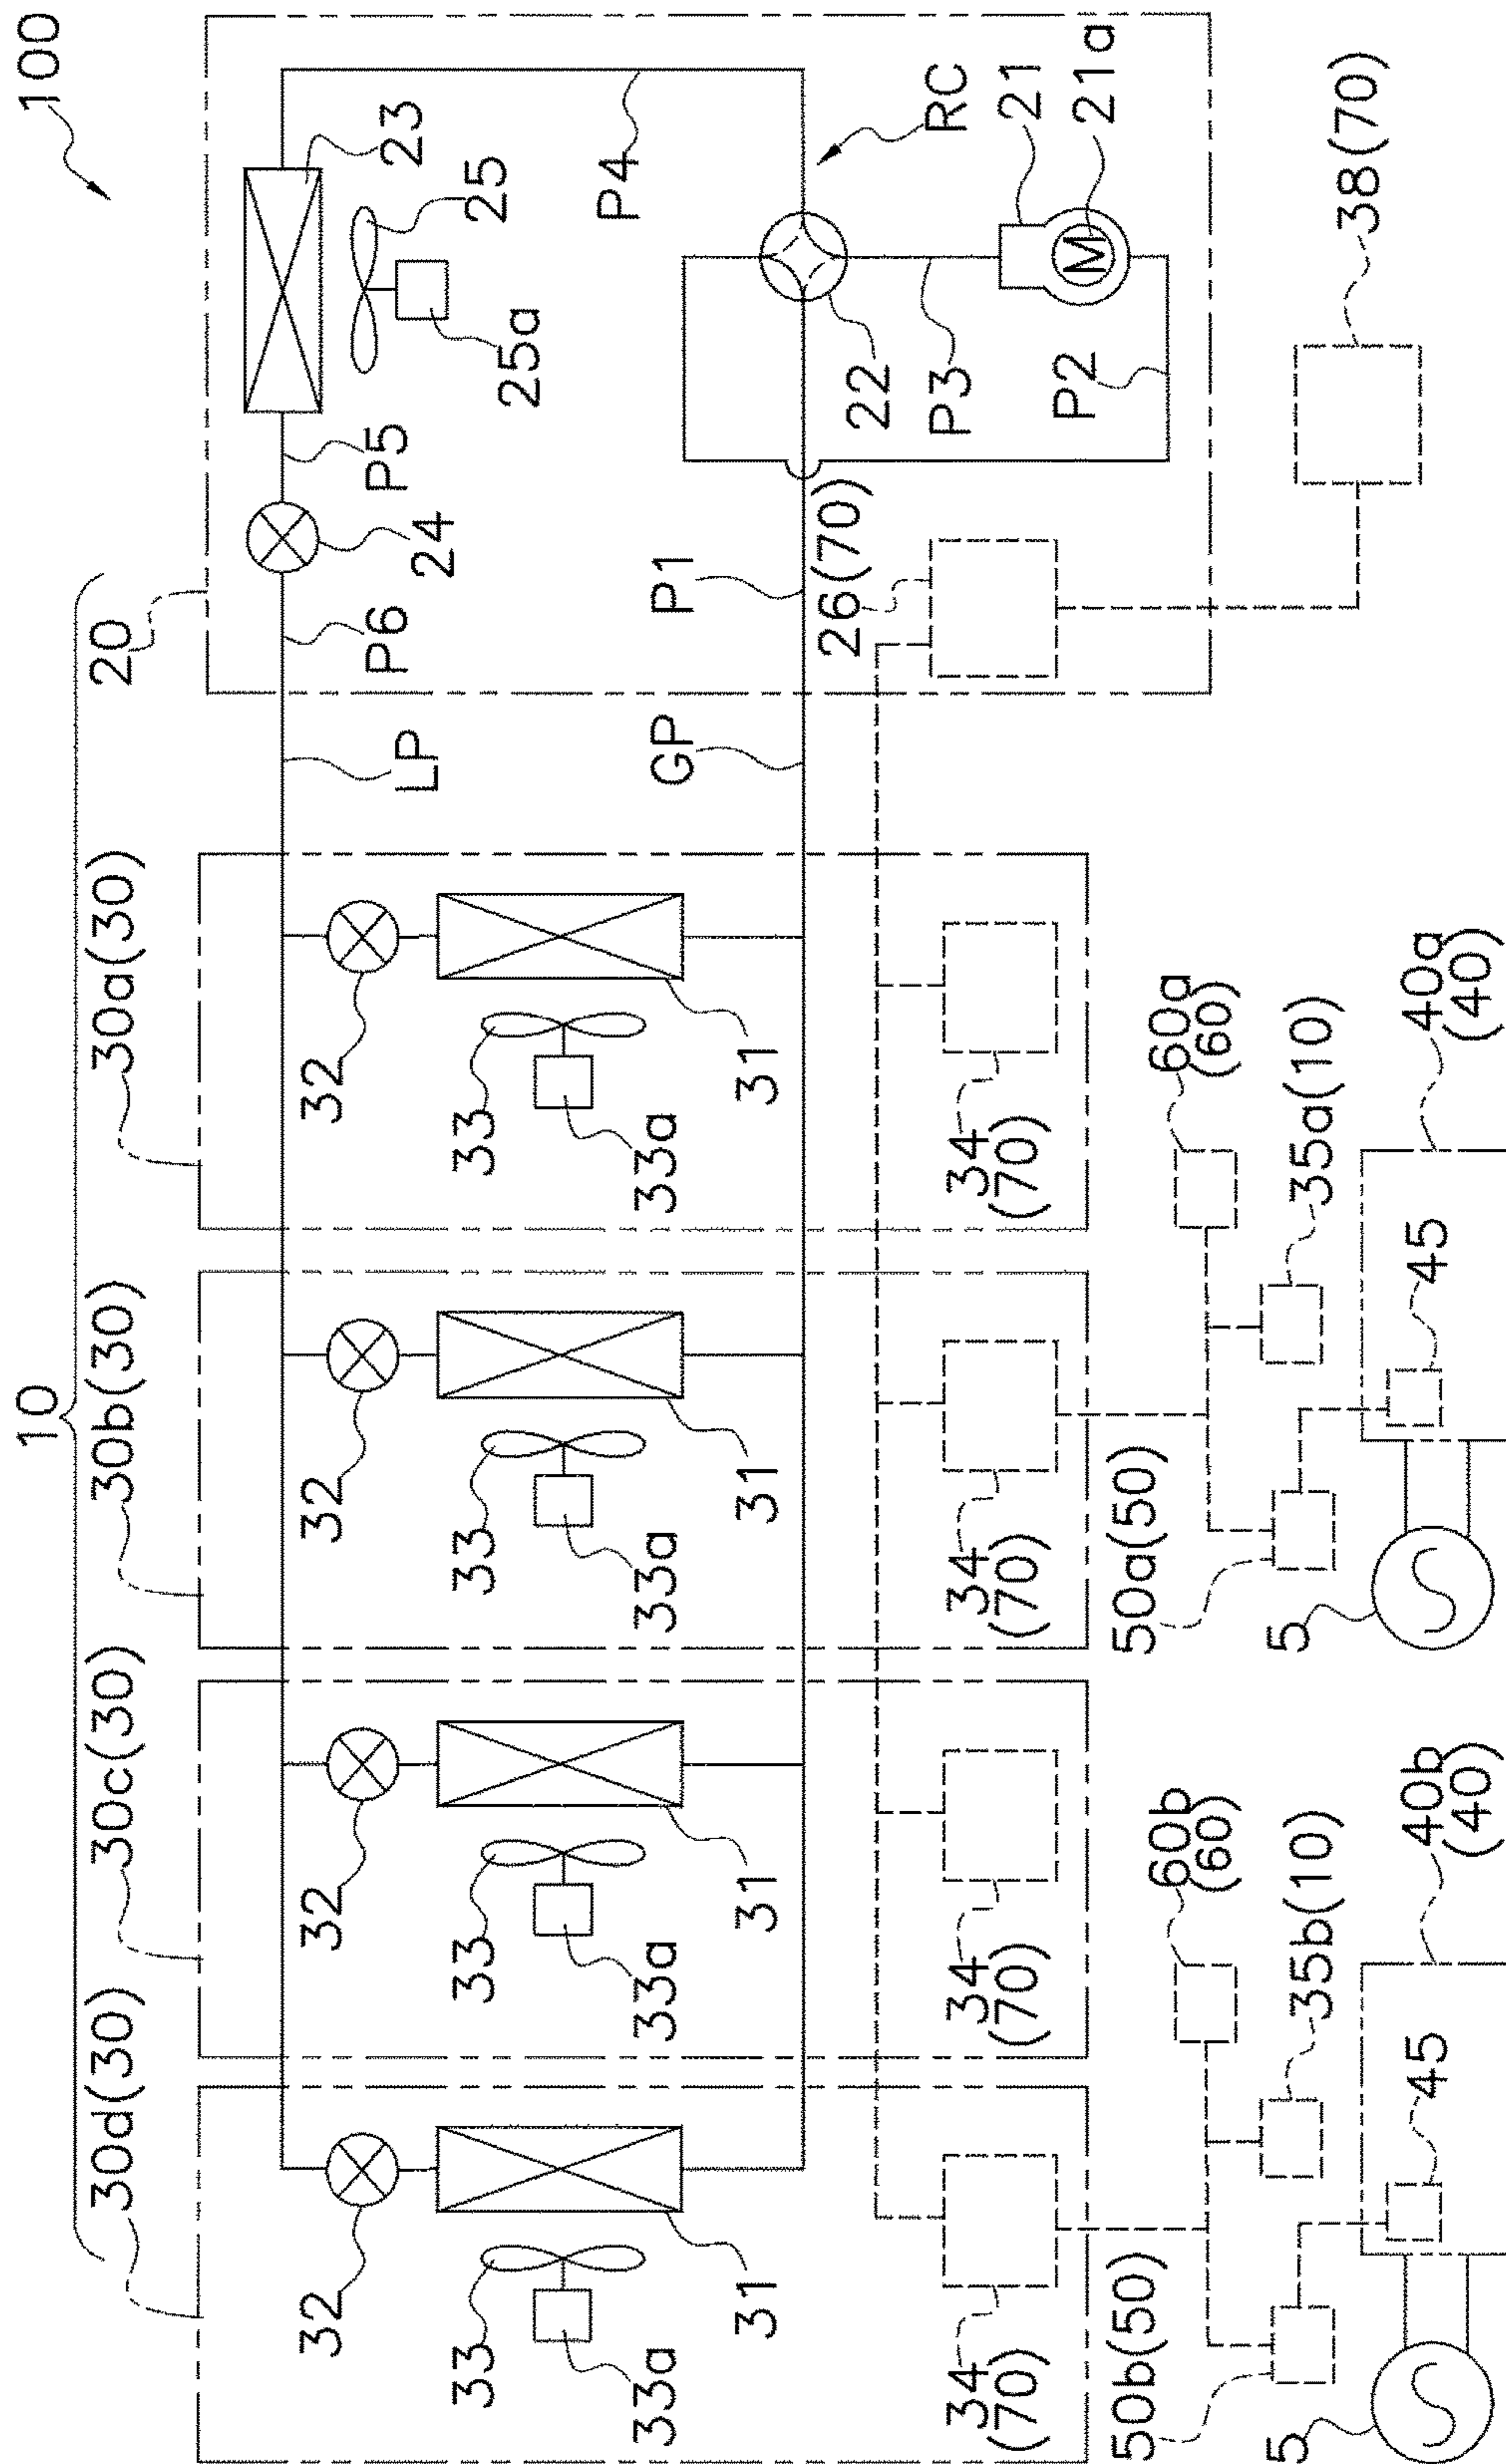 100
10
20
30a(30)
30b(30)
30c(30)
30d(30)
23
25
25a
P5
24
P6
LP
P4
RC
21
21a
22
P3
P2
P1
GP
26(70)
38(70)
32
33
33a
31
34
(70)
32
33
33a
31
34
(70)
32
33
33a
31
34
(70)
32
33
33a
31
34
(70)
M
60a
(60)
35a(10)
40a
(40)
45
50a(50)
5
60b
(60)
35b(10)
40b
(40)
45
50b(50)
5